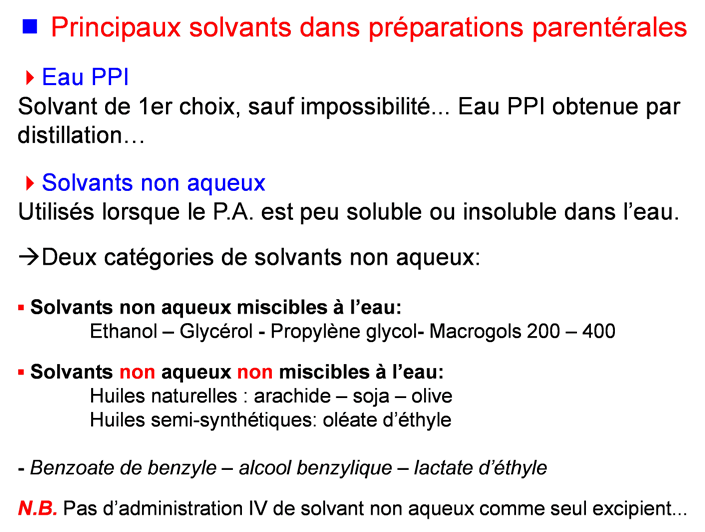 Principaux solvants dans préparations parentérales
Eau PPI
Solvant de 1er choix, sauf impossibilité... Eau PPI obtenue par
distillation…
Solvants non aqueux
Utilisés lorsque le P.A. est peu soluble ou insoluble dans l’eau.
→Deux catégories de solvants non aqueux:
▪ Solvants non aqueux miscibles à l’eau:
Ethanol – Glycérol - Propylène glycol- Macrogols 200 – 400
▪ Solvants non aqueux non miscibles à l’eau:
Huiles naturelles : arachide – soja – olive
Huiles semi-synthétiques: oléate d’éthyle
- Benzoate de benzyle – alcool benzylique – lactate d’éthyle
N.B. Pas d’administration IV de solvant non aqueux comme seul excipient...